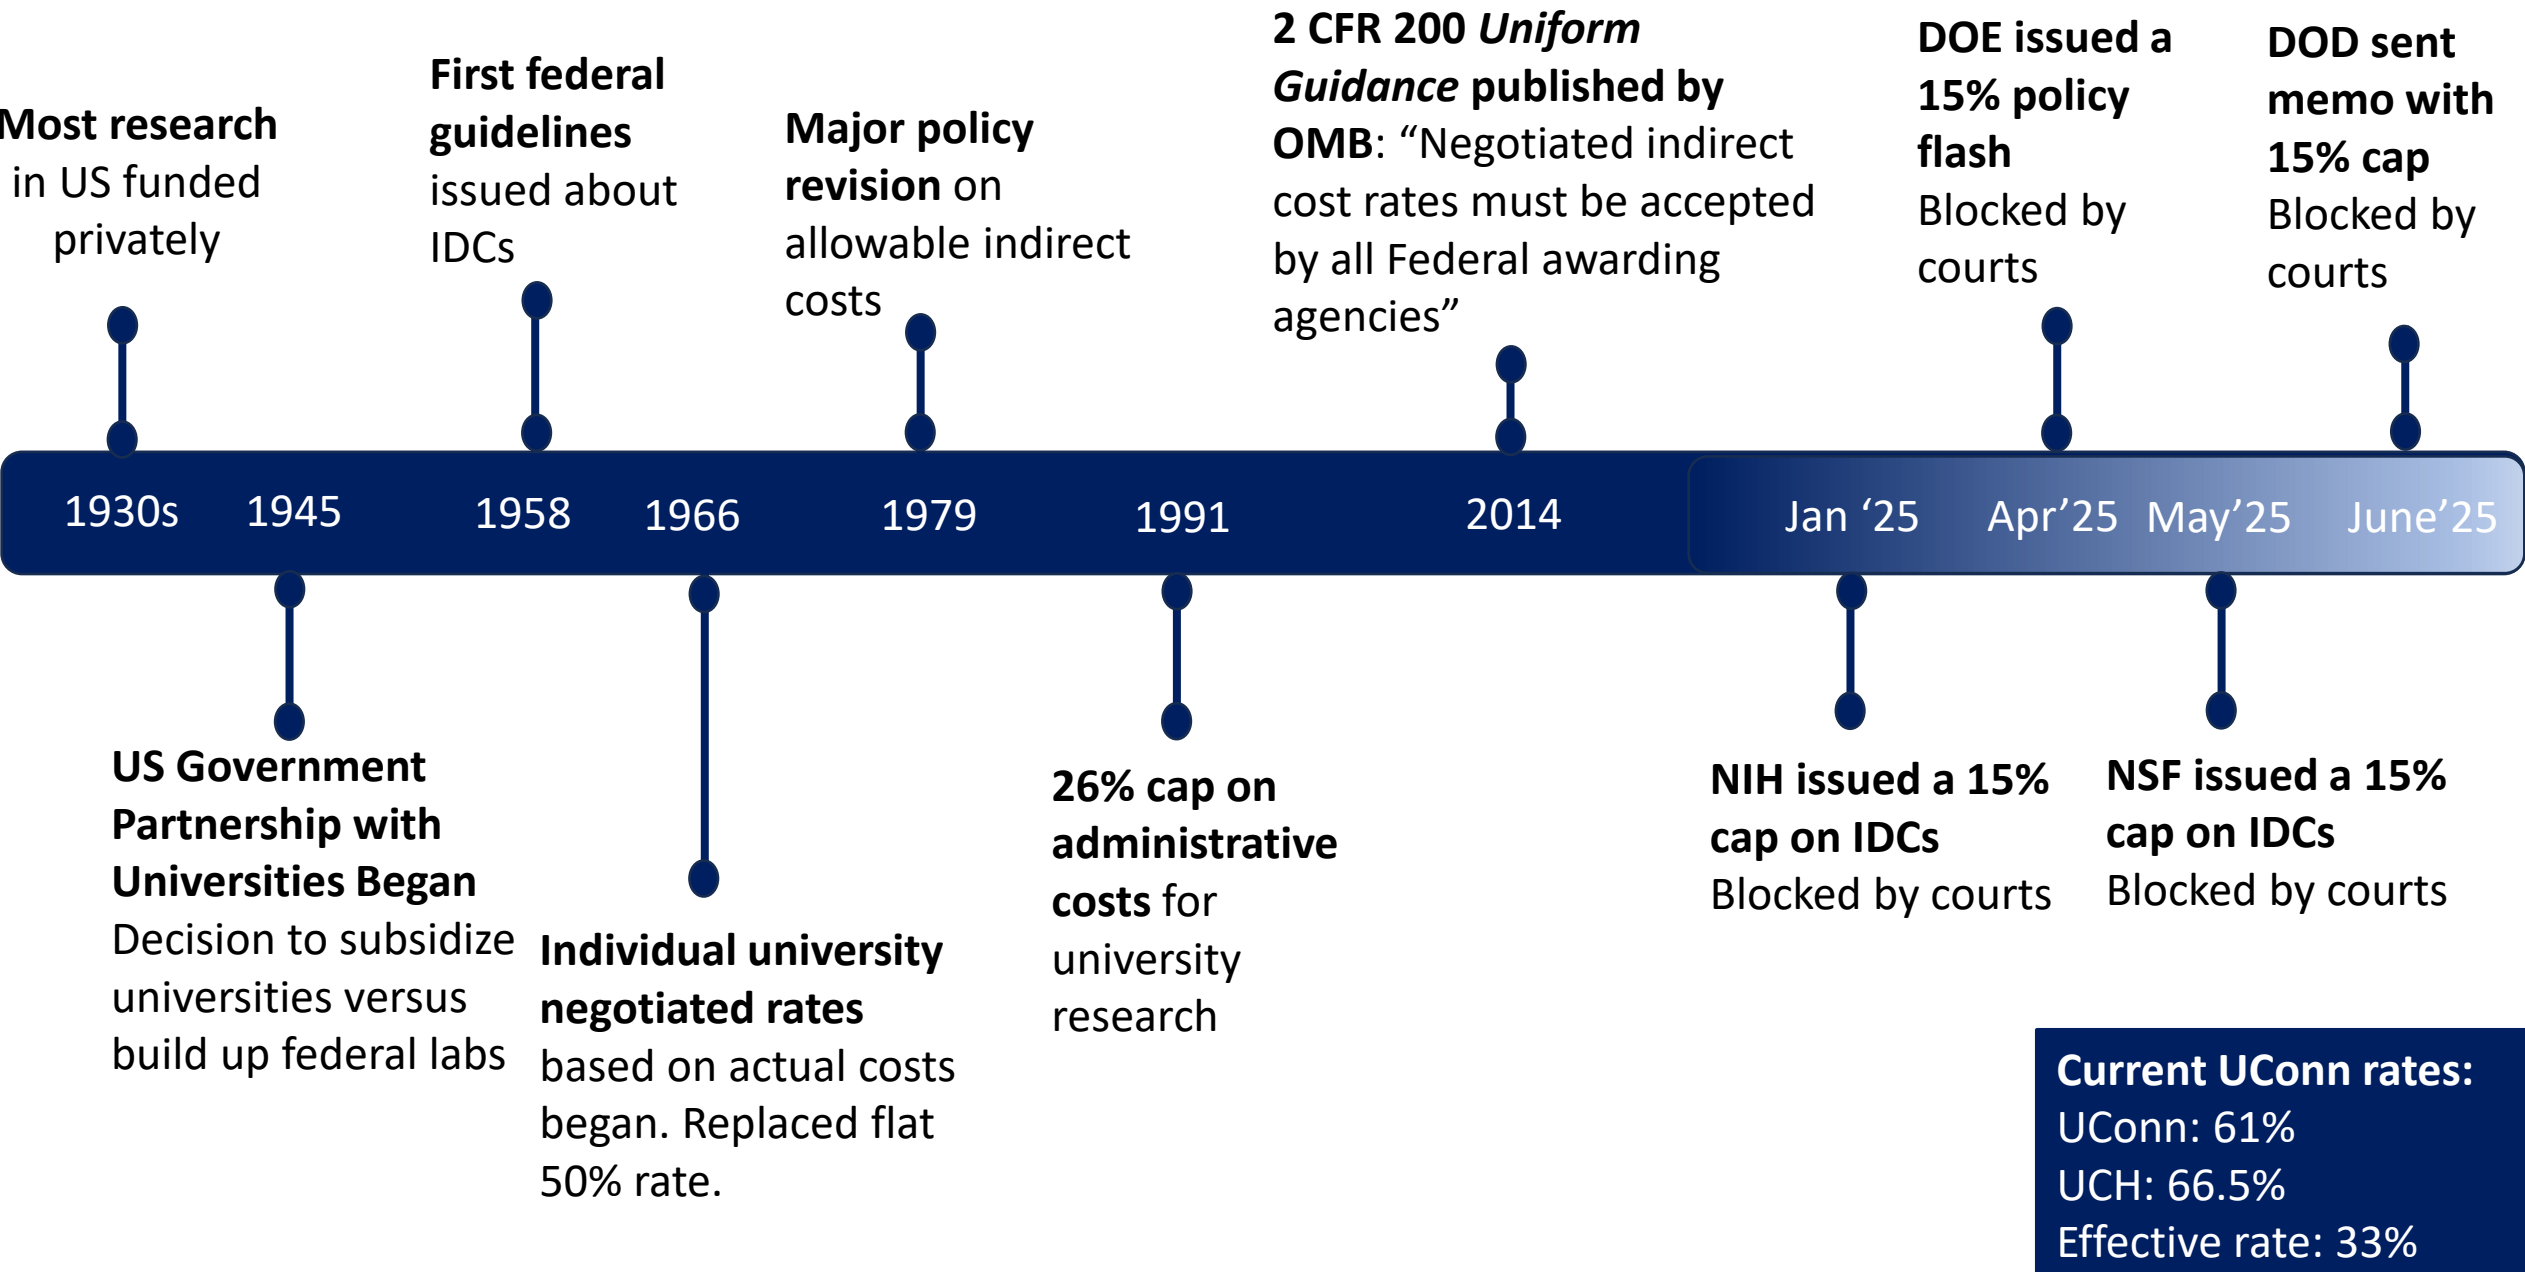 Most research
in US funded
privately
First federal
guidelines
issued about
IDCs
Major policy
revision on
allowable indirect
costs
2 CFR 200 Uniform
Guidance published by
OMB: “Negotiated indirect
cost rates must be accepted
by all Federal awarding
agencies”
DOE issued a
15% policy
flash
Blocked by
courts
DOD sent
memo with
15% cap
Blocked by
courts
1930s 1945 1958 1966 1979 1991 2014 Jan ‘25 Apr’25 May’25 June’25
US Government
Partnership with
Universities Began
Decision to subsidize
universities versus
build up federal labs
Individual university
negotiated rates
based on actual costs
began. Replaced flat
50% rate.
26% cap on
administrative
costs for
university
research
NIH issued a 15%
cap on IDCs
Blocked by courts
NSF issued a 15%
cap on IDCs
Blocked by courts
Current UConn rates:
UConn: 61%
UCH: 66.5%
Effective rate: 33%